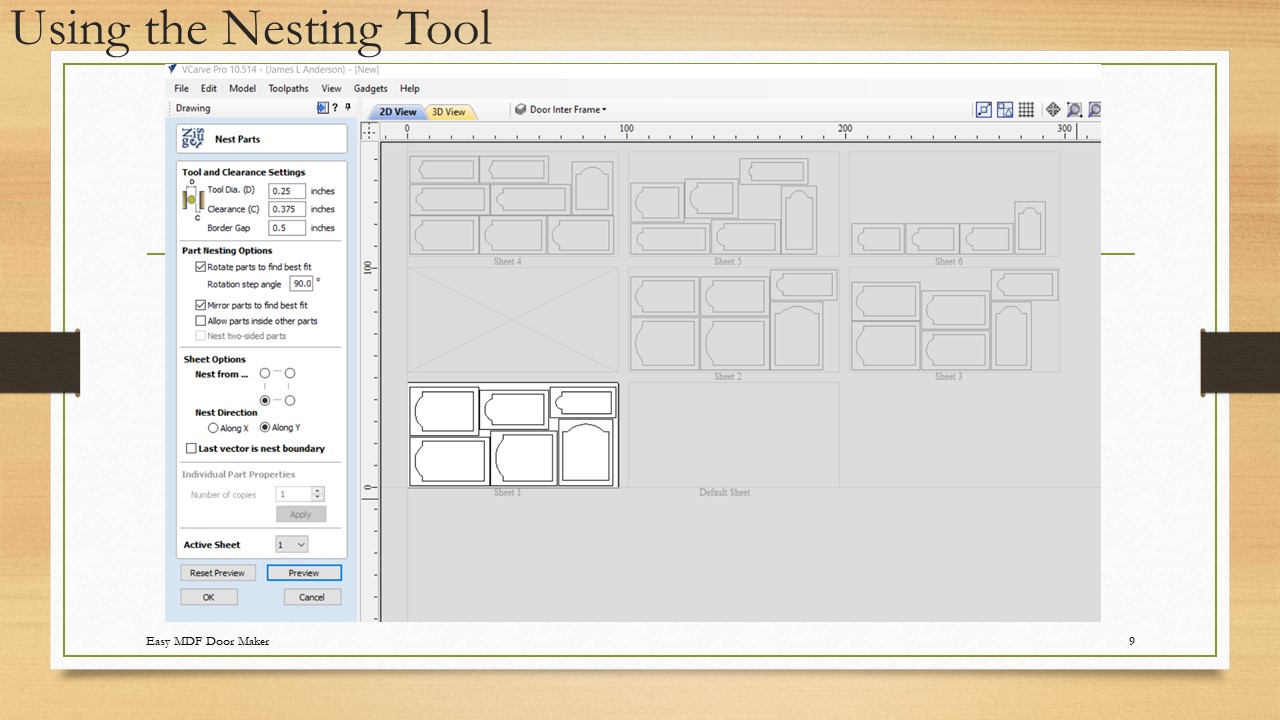 Using the Nesting Tool
VCarve Pro 10.514 - {James L Anderson} - [New]
File Edit Model Toolpaths View Gadgets Help
Drawing
2D View 3D View Door Inter Frame
Nest Parts
0 100 200 300
Tool and Clearance Settings
D
Tool Dia. (D) 0.25 inches
Clearance (C) 0.375 inches
C
Border Gap 0.5 inches
Part Nesting Options
Rotate parts to find best fit
Rotation step angle 90.0 °
Mirror parts to find best fit
Allow parts inside other parts
Nest two-sided parts
Sheet Options
Nest from ...
Nest Direction
Along X Along Y
Last vector is nest boundary
Individual Part Properties
Number of copies 1
Apply
Active Sheet 1
Reset Preview Preview
OK Cancel
100
0
Sheet 4 Sheet 5 Sheet 6
Sheet 2 Sheet 3
Sheet 1 Default Sheet
Easy MDF Door Maker 9